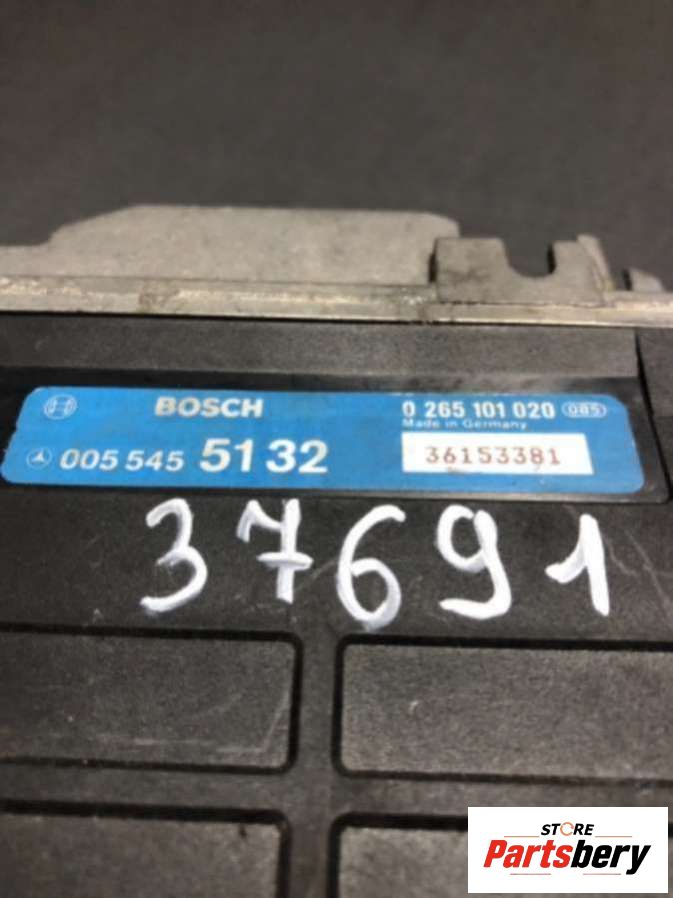 BOSCH 0 265 101 020 085
Made in Germany
005 545 5132 36153381
37691
STORE
Partsbery